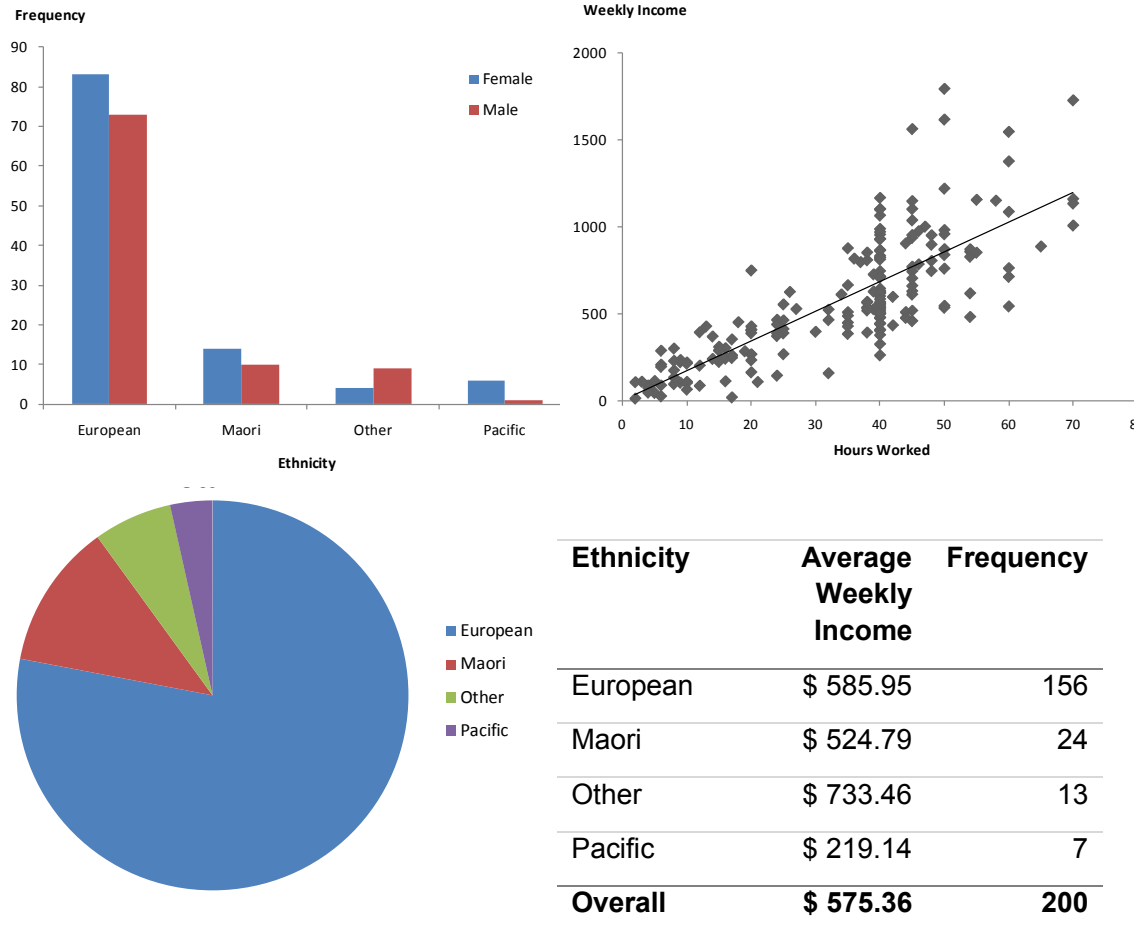 Frequency
90
80
70
60
50
40
30
20
10
0
Female
Male
European Maori Other Pacific
Ethnicity
Weekly Income
2000
1500
1000
500
0
0 10 20 30 40 50 60 70
Hours Worked
European
Maori
Other
Pacific
Ethnicity Average Frequency
Weekly
Income
European $ 585.95 156
Maori $ 524.79 24
Other $ 733.46 13
Pacific $ 219.14 7
Overall $ 575.36 200